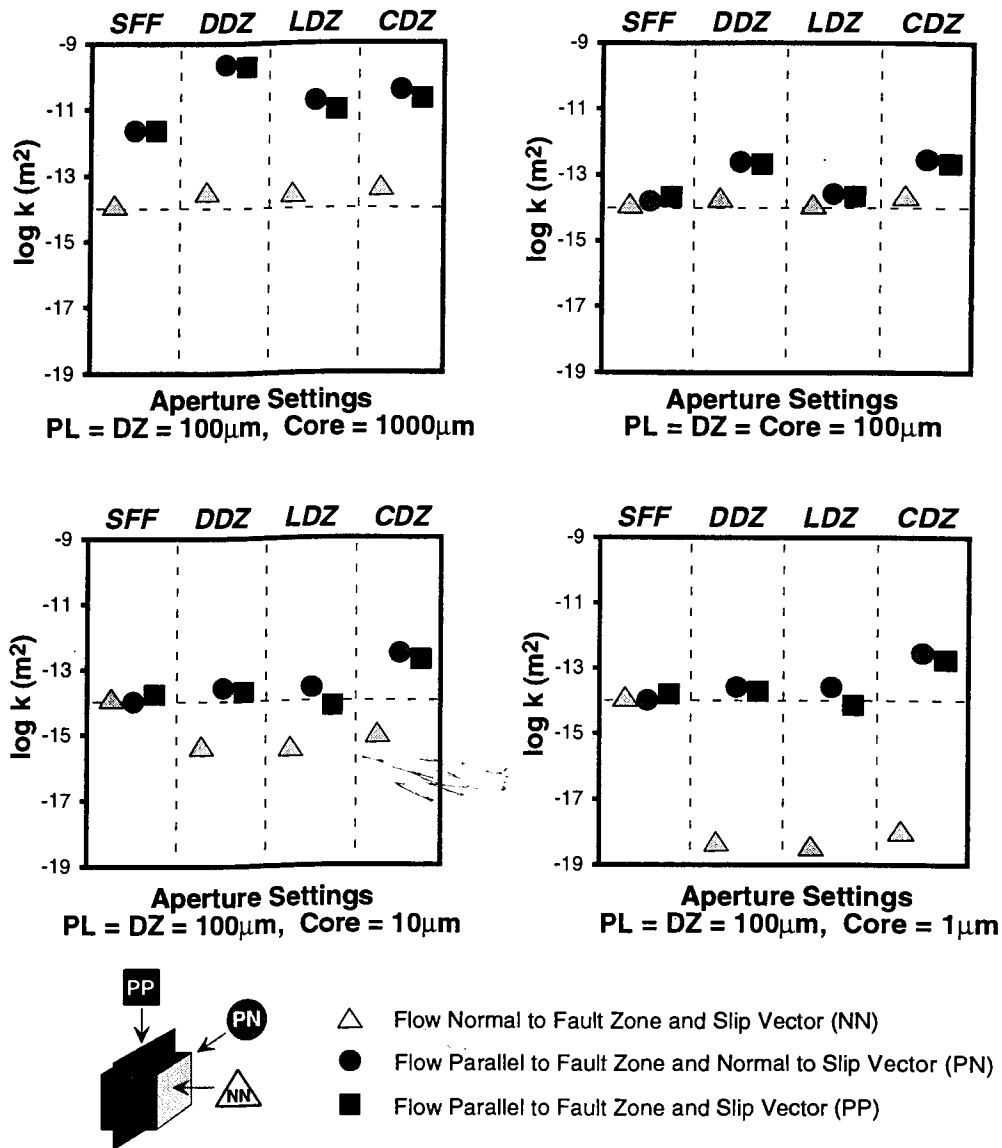 SFF DDZ LDZ CDZ
-9
-11
-13
-15
-17
-19
log k (m²)
Aperture Settings
PL = DZ = 100μm, Core = 1000μm
SFF DDZ LDZ CDZ
-9
-11
-13
-15
-17
-19
log k (m²)
Aperture Settings
PL = DZ = Core = 100μm
SFF DDZ LDZ CDZ
-9
-11
-13
-15
-17
-19
log k (m²)
Aperture Settings
PL = DZ = 100μm, Core = 10μm
SFF DDZ LDZ CDZ
-9
-11
-13
-15
-17
-19
log k (m²)
Aperture Settings
PL = DZ = 100μm, Core = 1μm
PP
PN
NN
Flow Normal to Fault Zone and Slip Vector (NN)
Flow Parallel to Fault Zone and Normal to Slip Vector (PN)
Flow Parallel to Fault Zone and Slip Vector (PP)